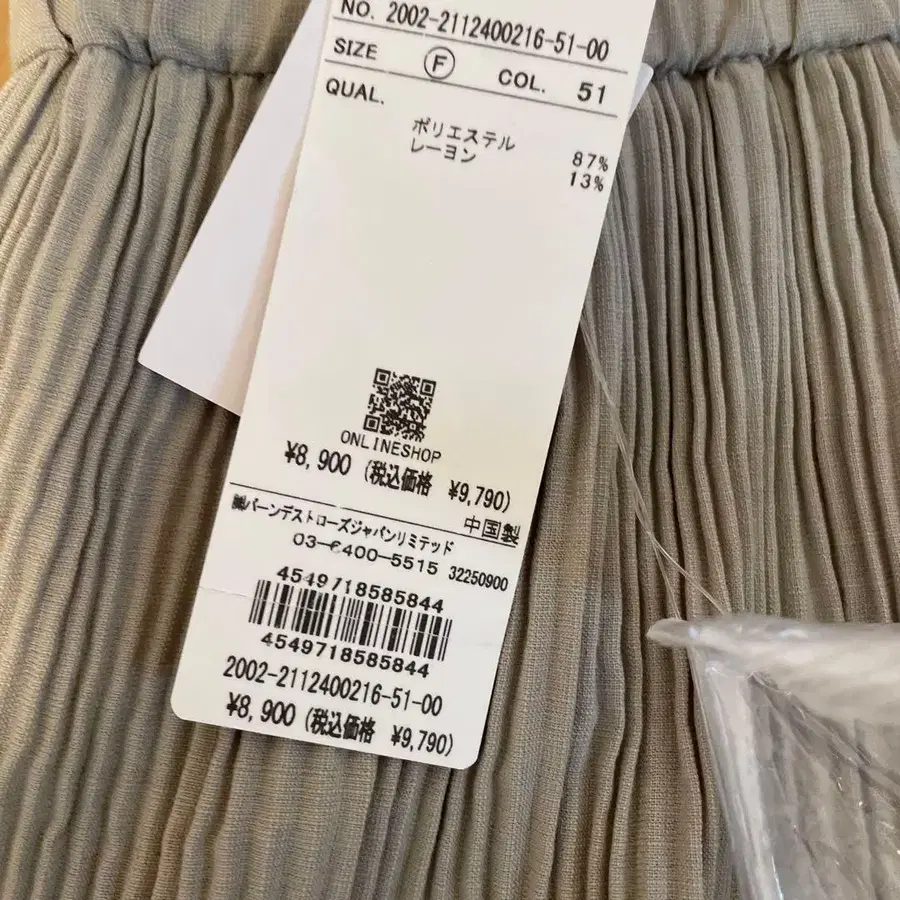 NO. 2002-2112400216-51-00
SIZE Ⓕ COL. 51
QUAL.
ポリエステル 87%
レーヨン 13%
ONLINESHOP
¥8,900 (税込価格 ¥9,790)
中国製
㈱バーンデストローズジャパンリミテッド
03-6400-5515 32250900
4549718585844
4549718585844
2002-2112400216-51-00
¥8,900 (税込価格 ¥9,790)